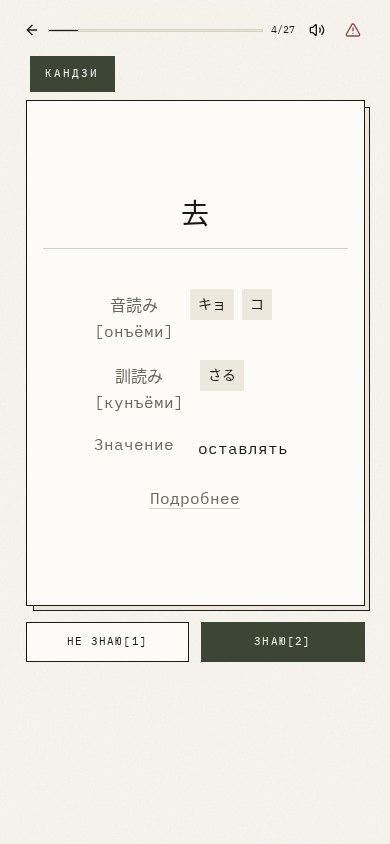 4/27
КАНДЗИ
去
音読み キョ コ
[онъёми]
訓読み さる
[кунъёми]
Значение оставлять
Подробнее
НЕ ЗНАЮ[1] ЗНАЮ[2]